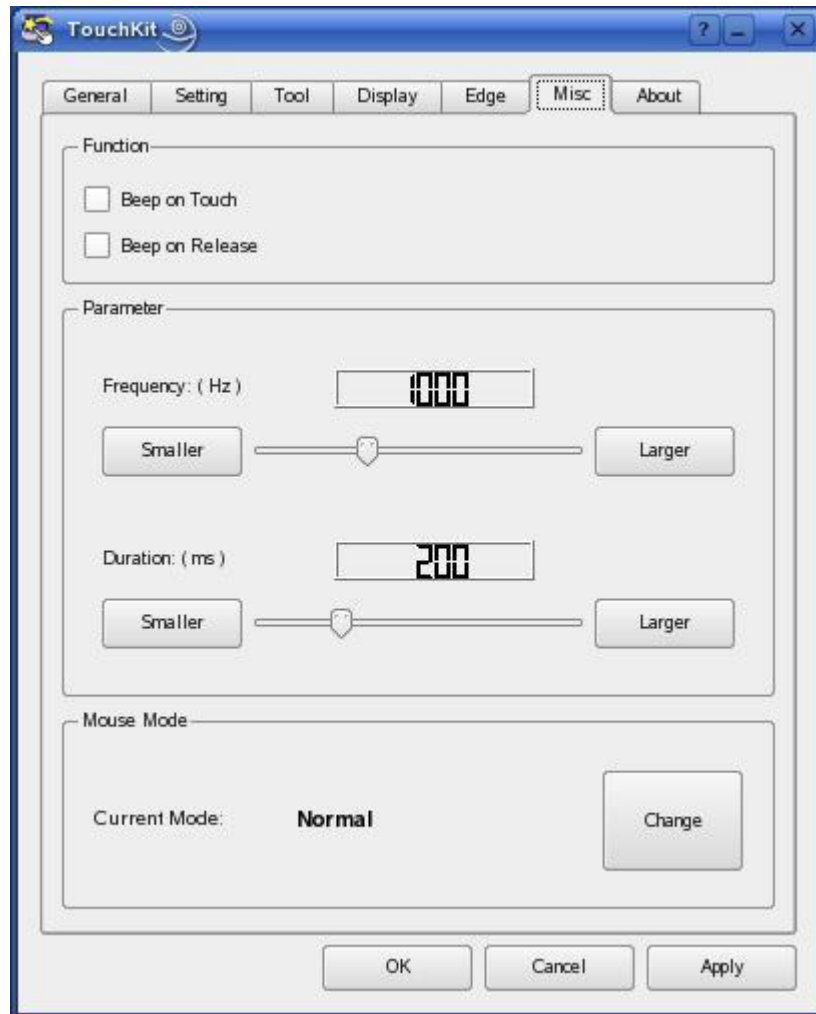 TouchKit
General Setting Tool Display Edge Misc About
Function
Beep on Touch
Beep on Release
Parameter
Frequency: ( Hz ) 1000
Smaller Larger
Duration: ( ms ) 200
Smaller Larger
Mouse Mode
Current Mode: Normal Change
OK Cancel Apply